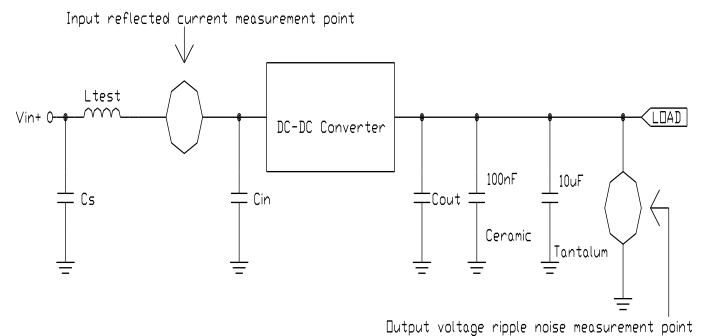 Input reflected current measurement point
Ltest
Vin+ O
DC-DC Converter
LOAD
Cs
Cin
Cout
100nF
10uF
Ceramic
Tantalum
Output voltage ripple noise measurement point